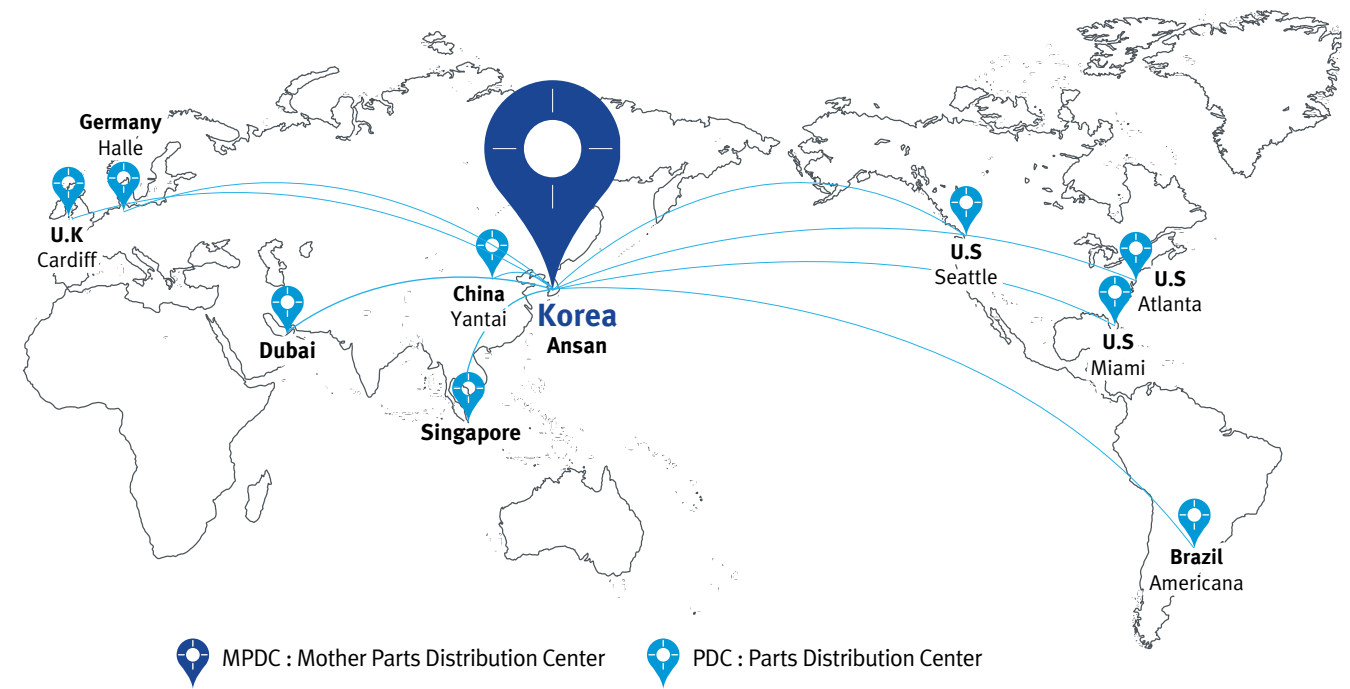 Germany
Halle
U.K
Cardiff
Dubai
China
Yantai
Singapore
Korea
Ansan
U.S
Seattle
U.S
Atlanta
U.S
Miami
Brazil
Americana
MPDC : Mother Parts Distribution Center
PDC : Parts Distribution Center